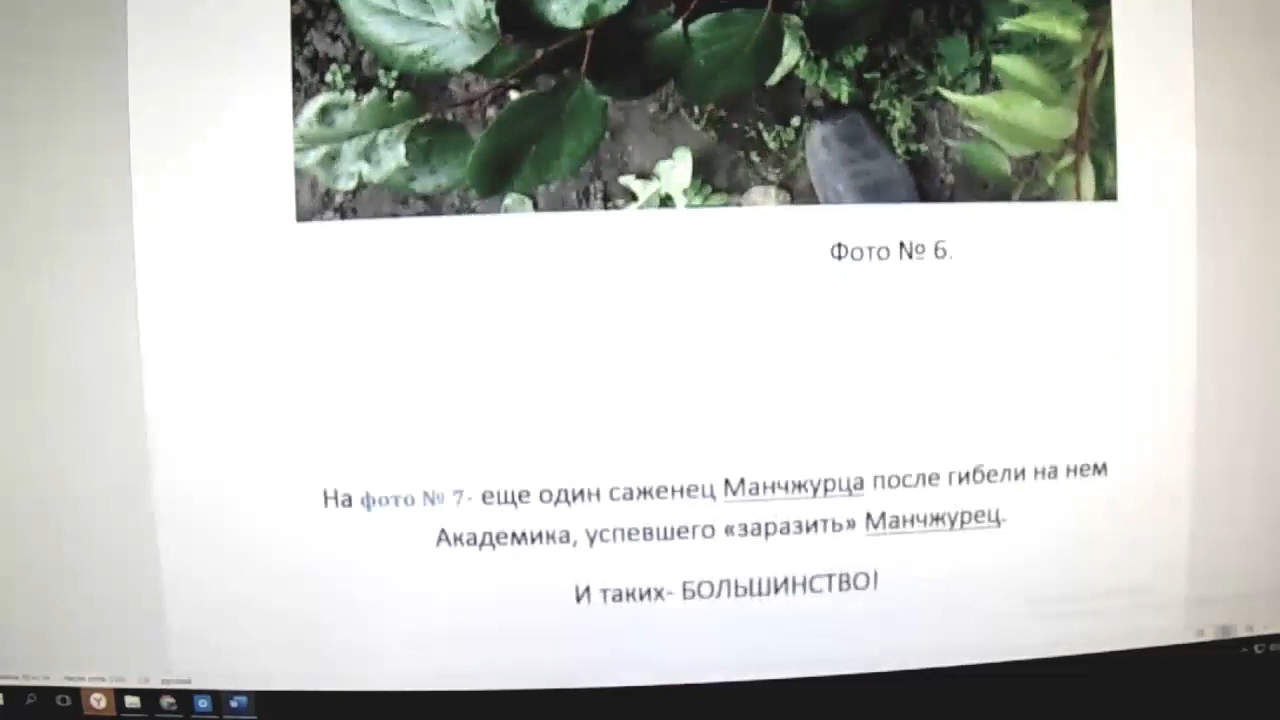 Фото № 6.
На фото № 7- еще один саженец Манчжурца после гибели на нем
Академика, успевшего «заразить» Манчжурец.
И таких- БОЛЬШИНСТВО!